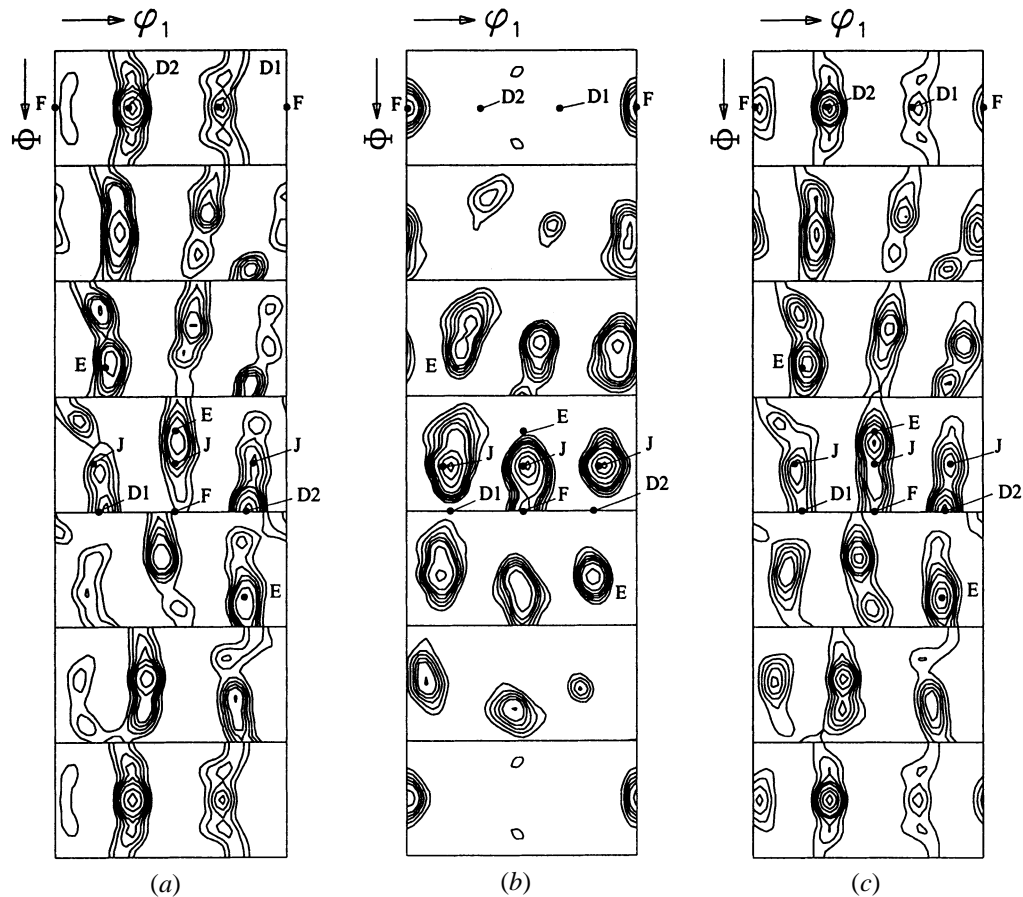 φ1 φ1 φ1
D2 D1 F Φ
F D2 D1 F Φ
F D2 D1 F Φ
E E E
J E J D1 F J D2
E J J D1 F J D2
J E J D1 F J D2
E E E
(a) (b) (c)